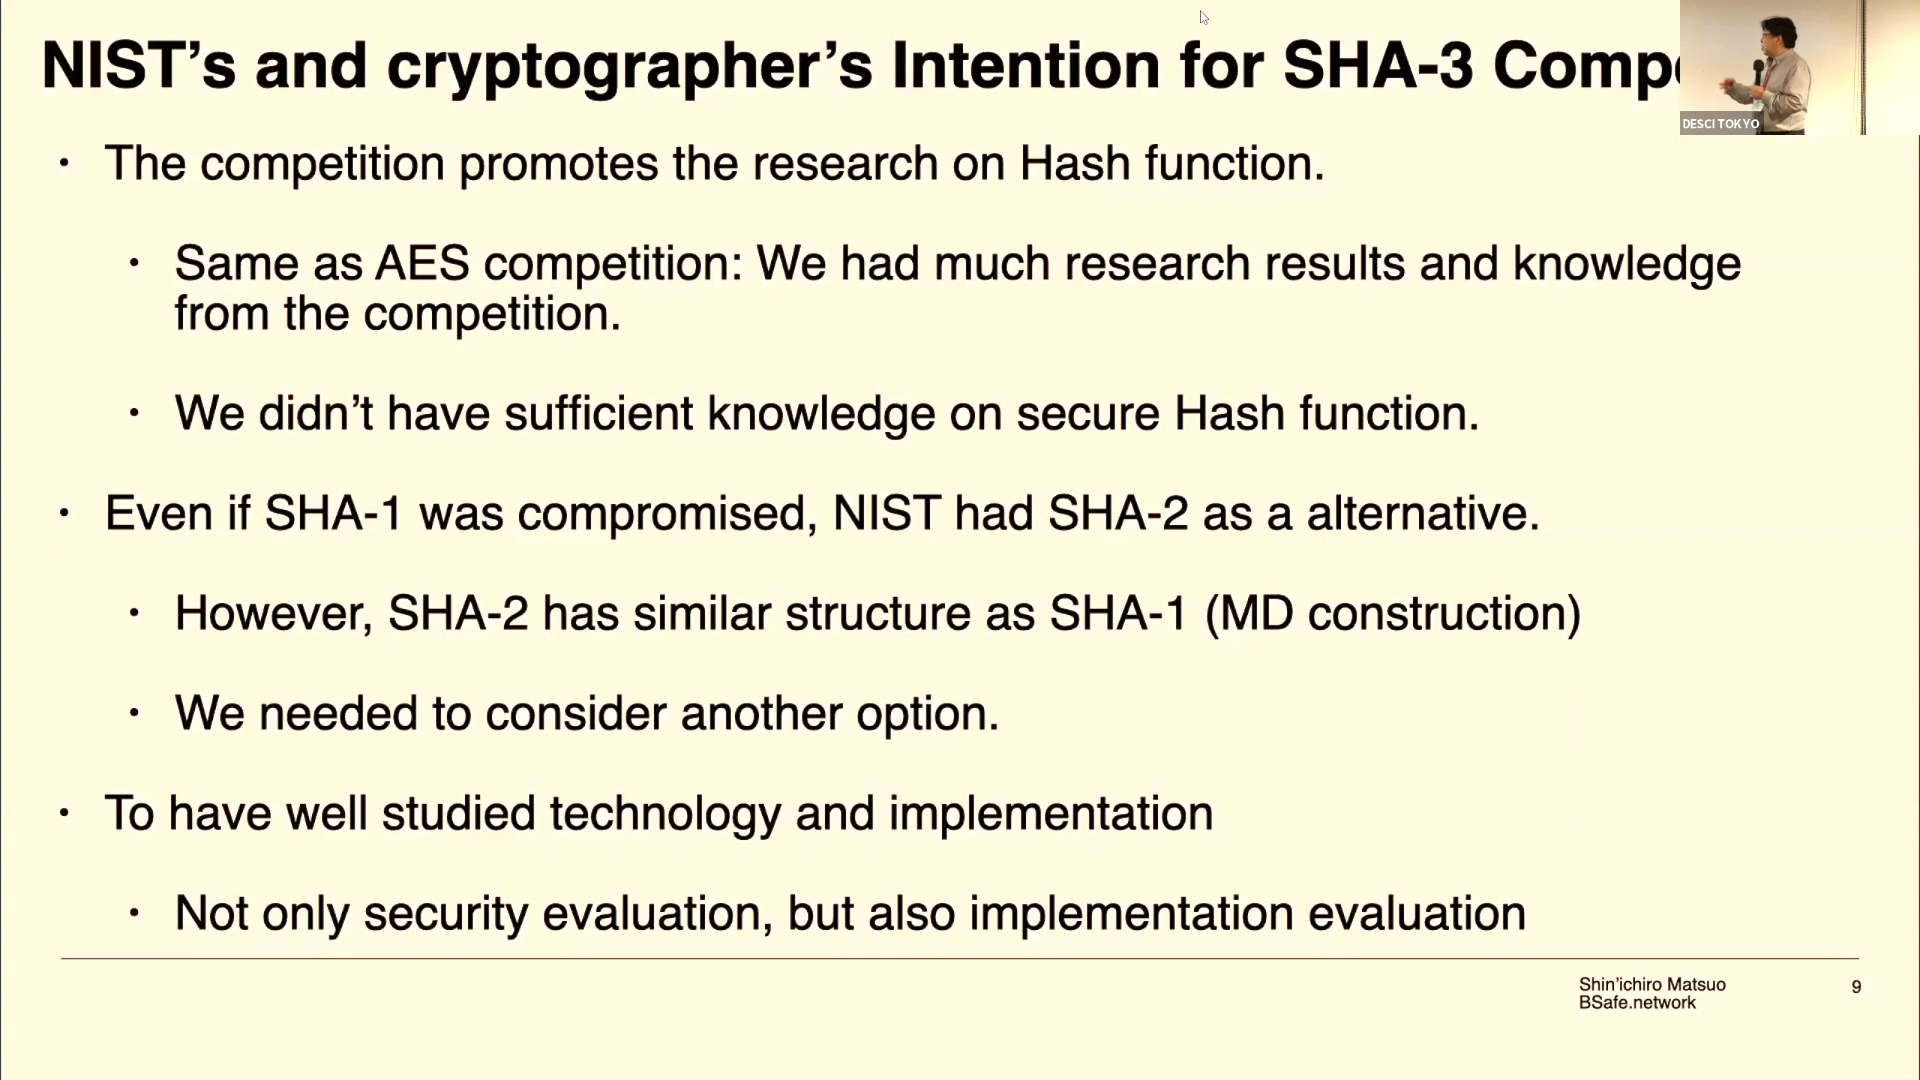 NIST’s and cryptographer’s Intention for SHA-3
DESCI TOKYO
• The competition promotes the research on Hash function.
• Same as AES competition: We had much research results and knowledge
from the competition.
• We didn’t have sufficient knowledge on secure Hash function.
• Even if SHA-1 was compromised, NIST had SHA-2 as a alternative.
• However, SHA-2 has similar structure as SHA-1 (MD construction)
• We needed to consider another option.
• To have well studied technology and implementation
• Not only security evaluation, but also implementation evaluation
Shin’ichiro Matsuo
BSafe.network
9